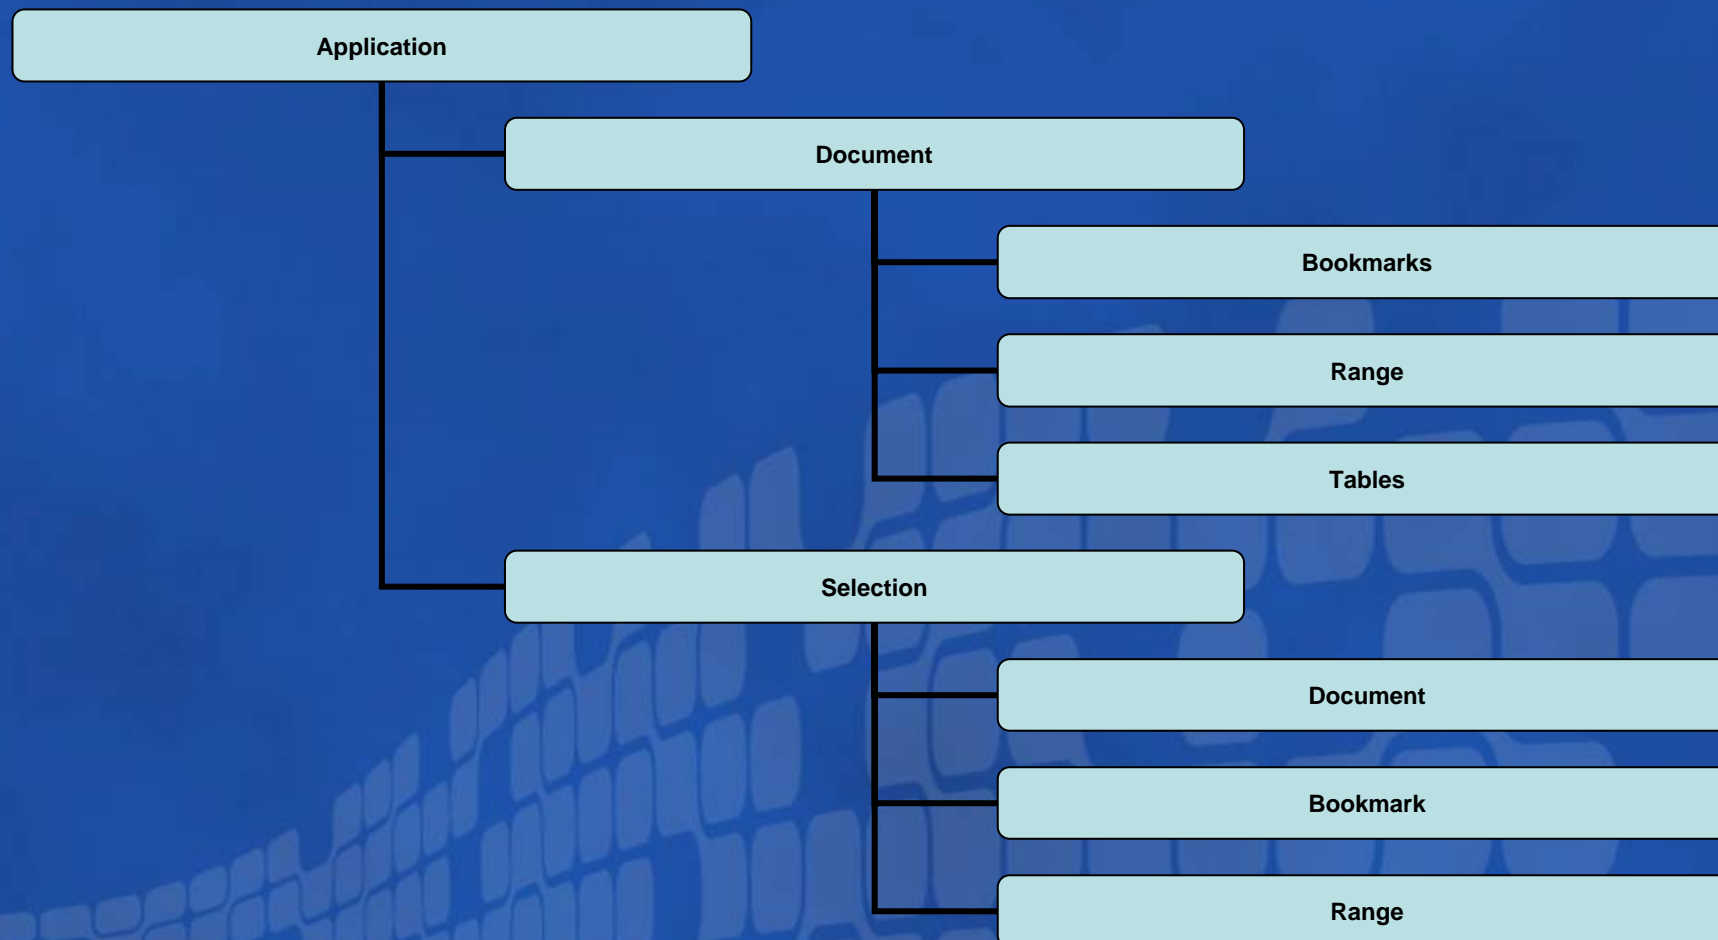 Application
Document
Bookmarks
Range
Tables
Selection
Document
Bookmark
Range